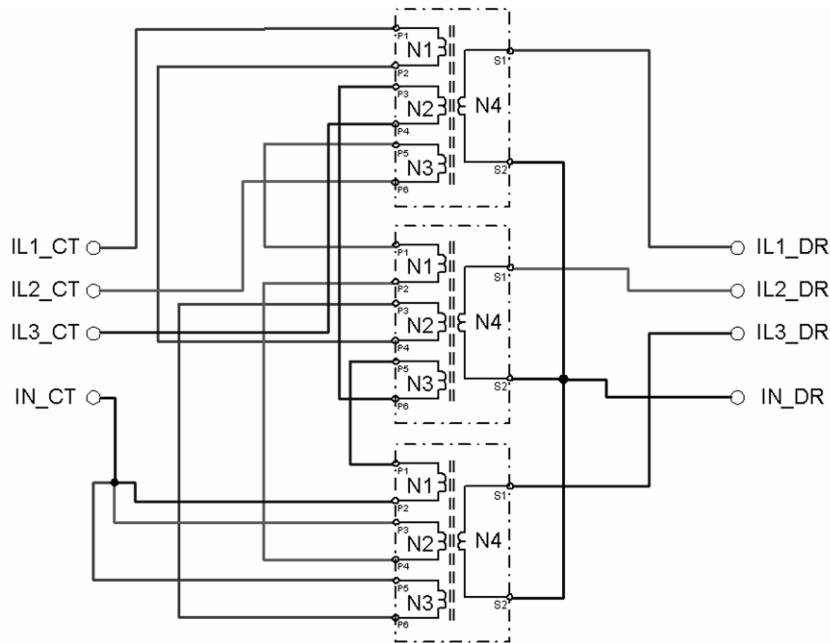 P1
N1
P2
S1
P3
N2
N4
P4
P5
N3
S2
P6
IL1_CT
IL1_DR
P1
N1
S1
P2
IL2_CT
IL2_DR
P3
N2
N4
IL3_CT
IL3_DR
P4
P5
N3
S2
IN_CT
IN_DR
P6
P1
N1
S1
P2
P3
N2
N4
P4
P5
N3
S2
P6